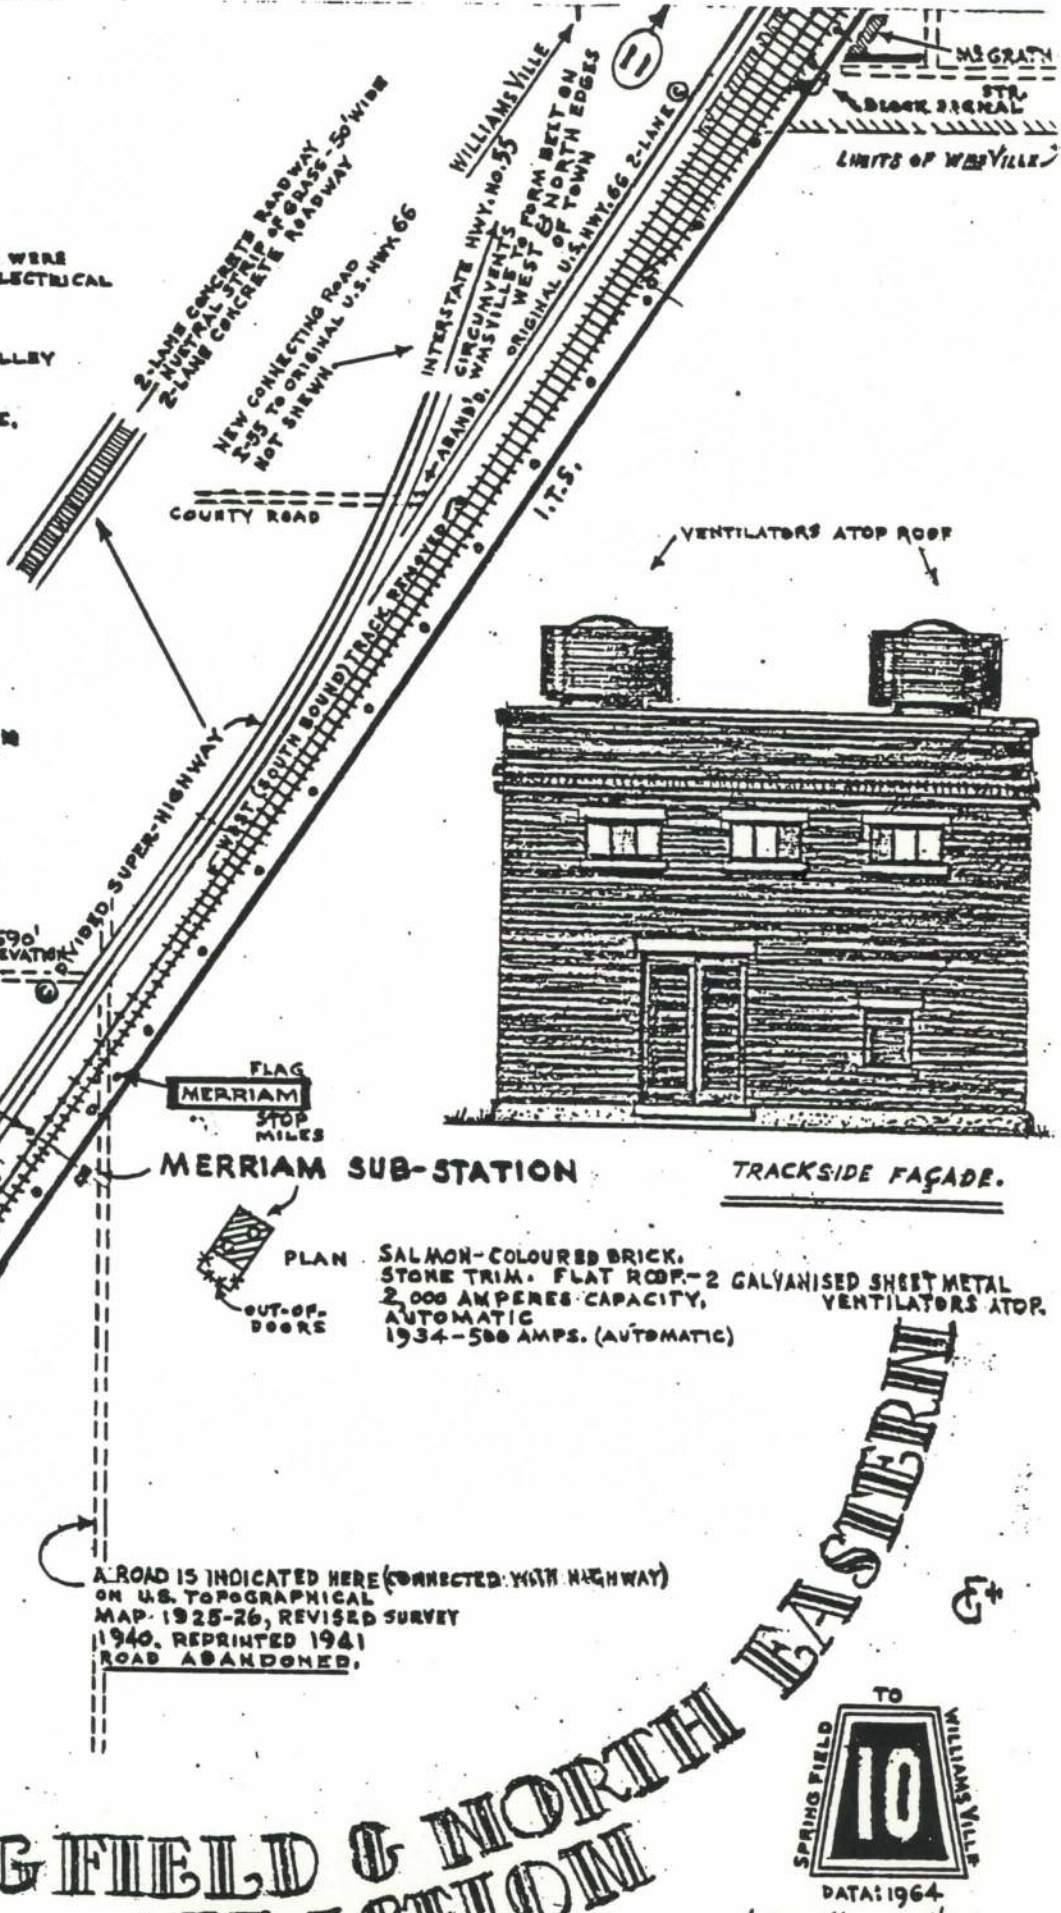 McGRATH
STR.
BLOCK SIGNAL
LIMITS OF WMSVILLE
WILLIAMSVILLE
INTERSTATE HWY. NO. 55
CIRCUMVENTS
WMSVILLE TO FORM BELT ON
WEST & NORTH EDGES
OF TOWN
ORIGINAL U.S. HWY. 66 2-LANE ©
← ABAND'D.
2-LANE CONCRETE ROADWAY
NUETRAL STRIP OF GRASS-50' WIDE
2-LANE CONCRETE ROADWAY
NEW CONNECTING ROAD
I-55 TO ORIGINAL U.S. HWY. 66
NOT SHEWN.
WERE
LECTRICAL
LLEY
COUNTY ROAD
I.T.S.
WEST (SOUTH BOUND) TRACK REMOVED
DIVIDED SUPER-HIGHWAY
590'
EVATION
©
VENTILATORS ATOP ROOF
FLAG
MERRIAM
STOP
MILES
MERRIAM SUB-STATION
TRACKSIDE FAÇADE.
PLAN
OUT-OF-
DOORS
SALMON-COLOURED BRICK.
STONE TRIM. FLAT ROOF.-2 GALVANISED SHEET METAL
VENTILATORS ATOP.
2,000 AMPERES CAPACITY.
AUTOMATIC
1934-500 AMPS. (AUTOMATIC)
A ROAD IS INDICATED HERE (CONNECTED WITH HIGHWAY)
ON U.S. TOPOGRAPHICAL
MAP 1925-26, REVISED SURVEY
1940. REPRINTED 1941
ROAD ABANDONED.
GFIELD & NORTH EASTERN
TO
SPRINGFIELD
10
WILLIAMSVILLE
DATA: 1964